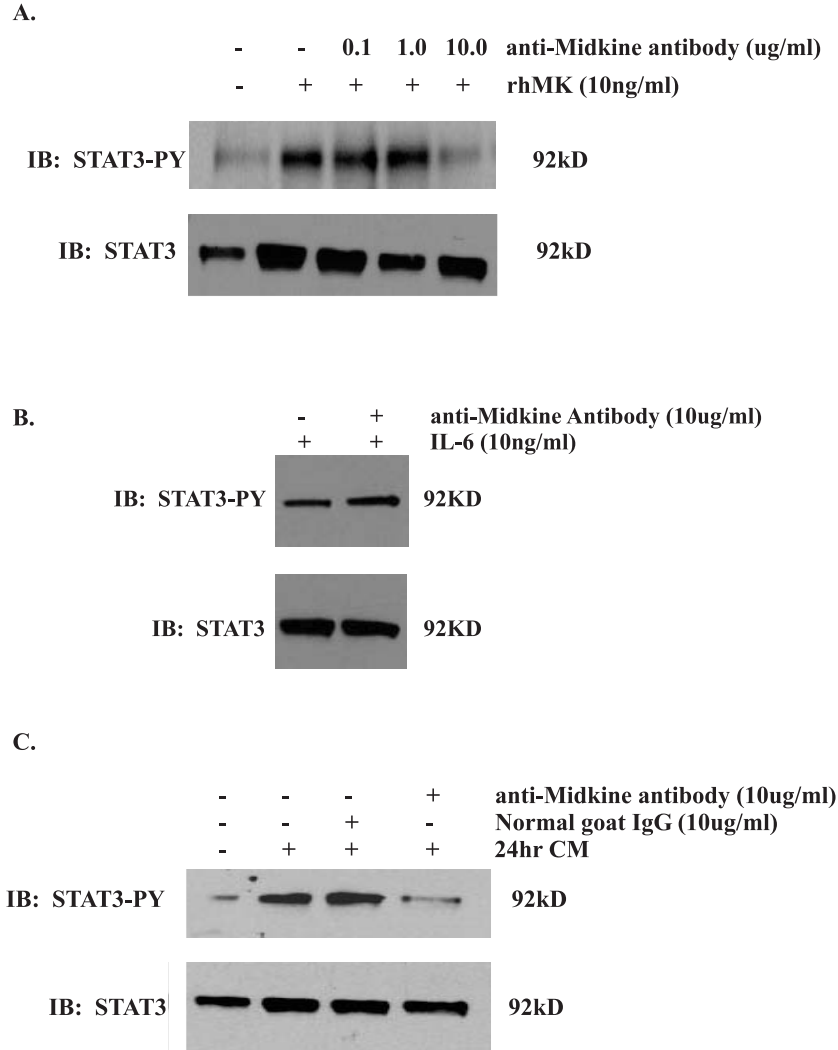 A.
- - 0.1 1.0 10.0 anti-Midkine antibody (ug/ml)
- + + + + rhMK (10ng/ml)
IB: STAT3-PY 92kD
IB: STAT3 92kD
B.
- + anti-Midkine Antibody (10ug/ml)
+ + IL-6 (10ng/ml)
IB: STAT3-PY 92KD
IB: STAT3 92KD
C.
- - - + anti-Midkine antibody (10ug/ml)
- - + - Normal goat IgG (10ug/ml)
- + + + 24hr CM
IB: STAT3-PY 92kD
IB: STAT3 92kD